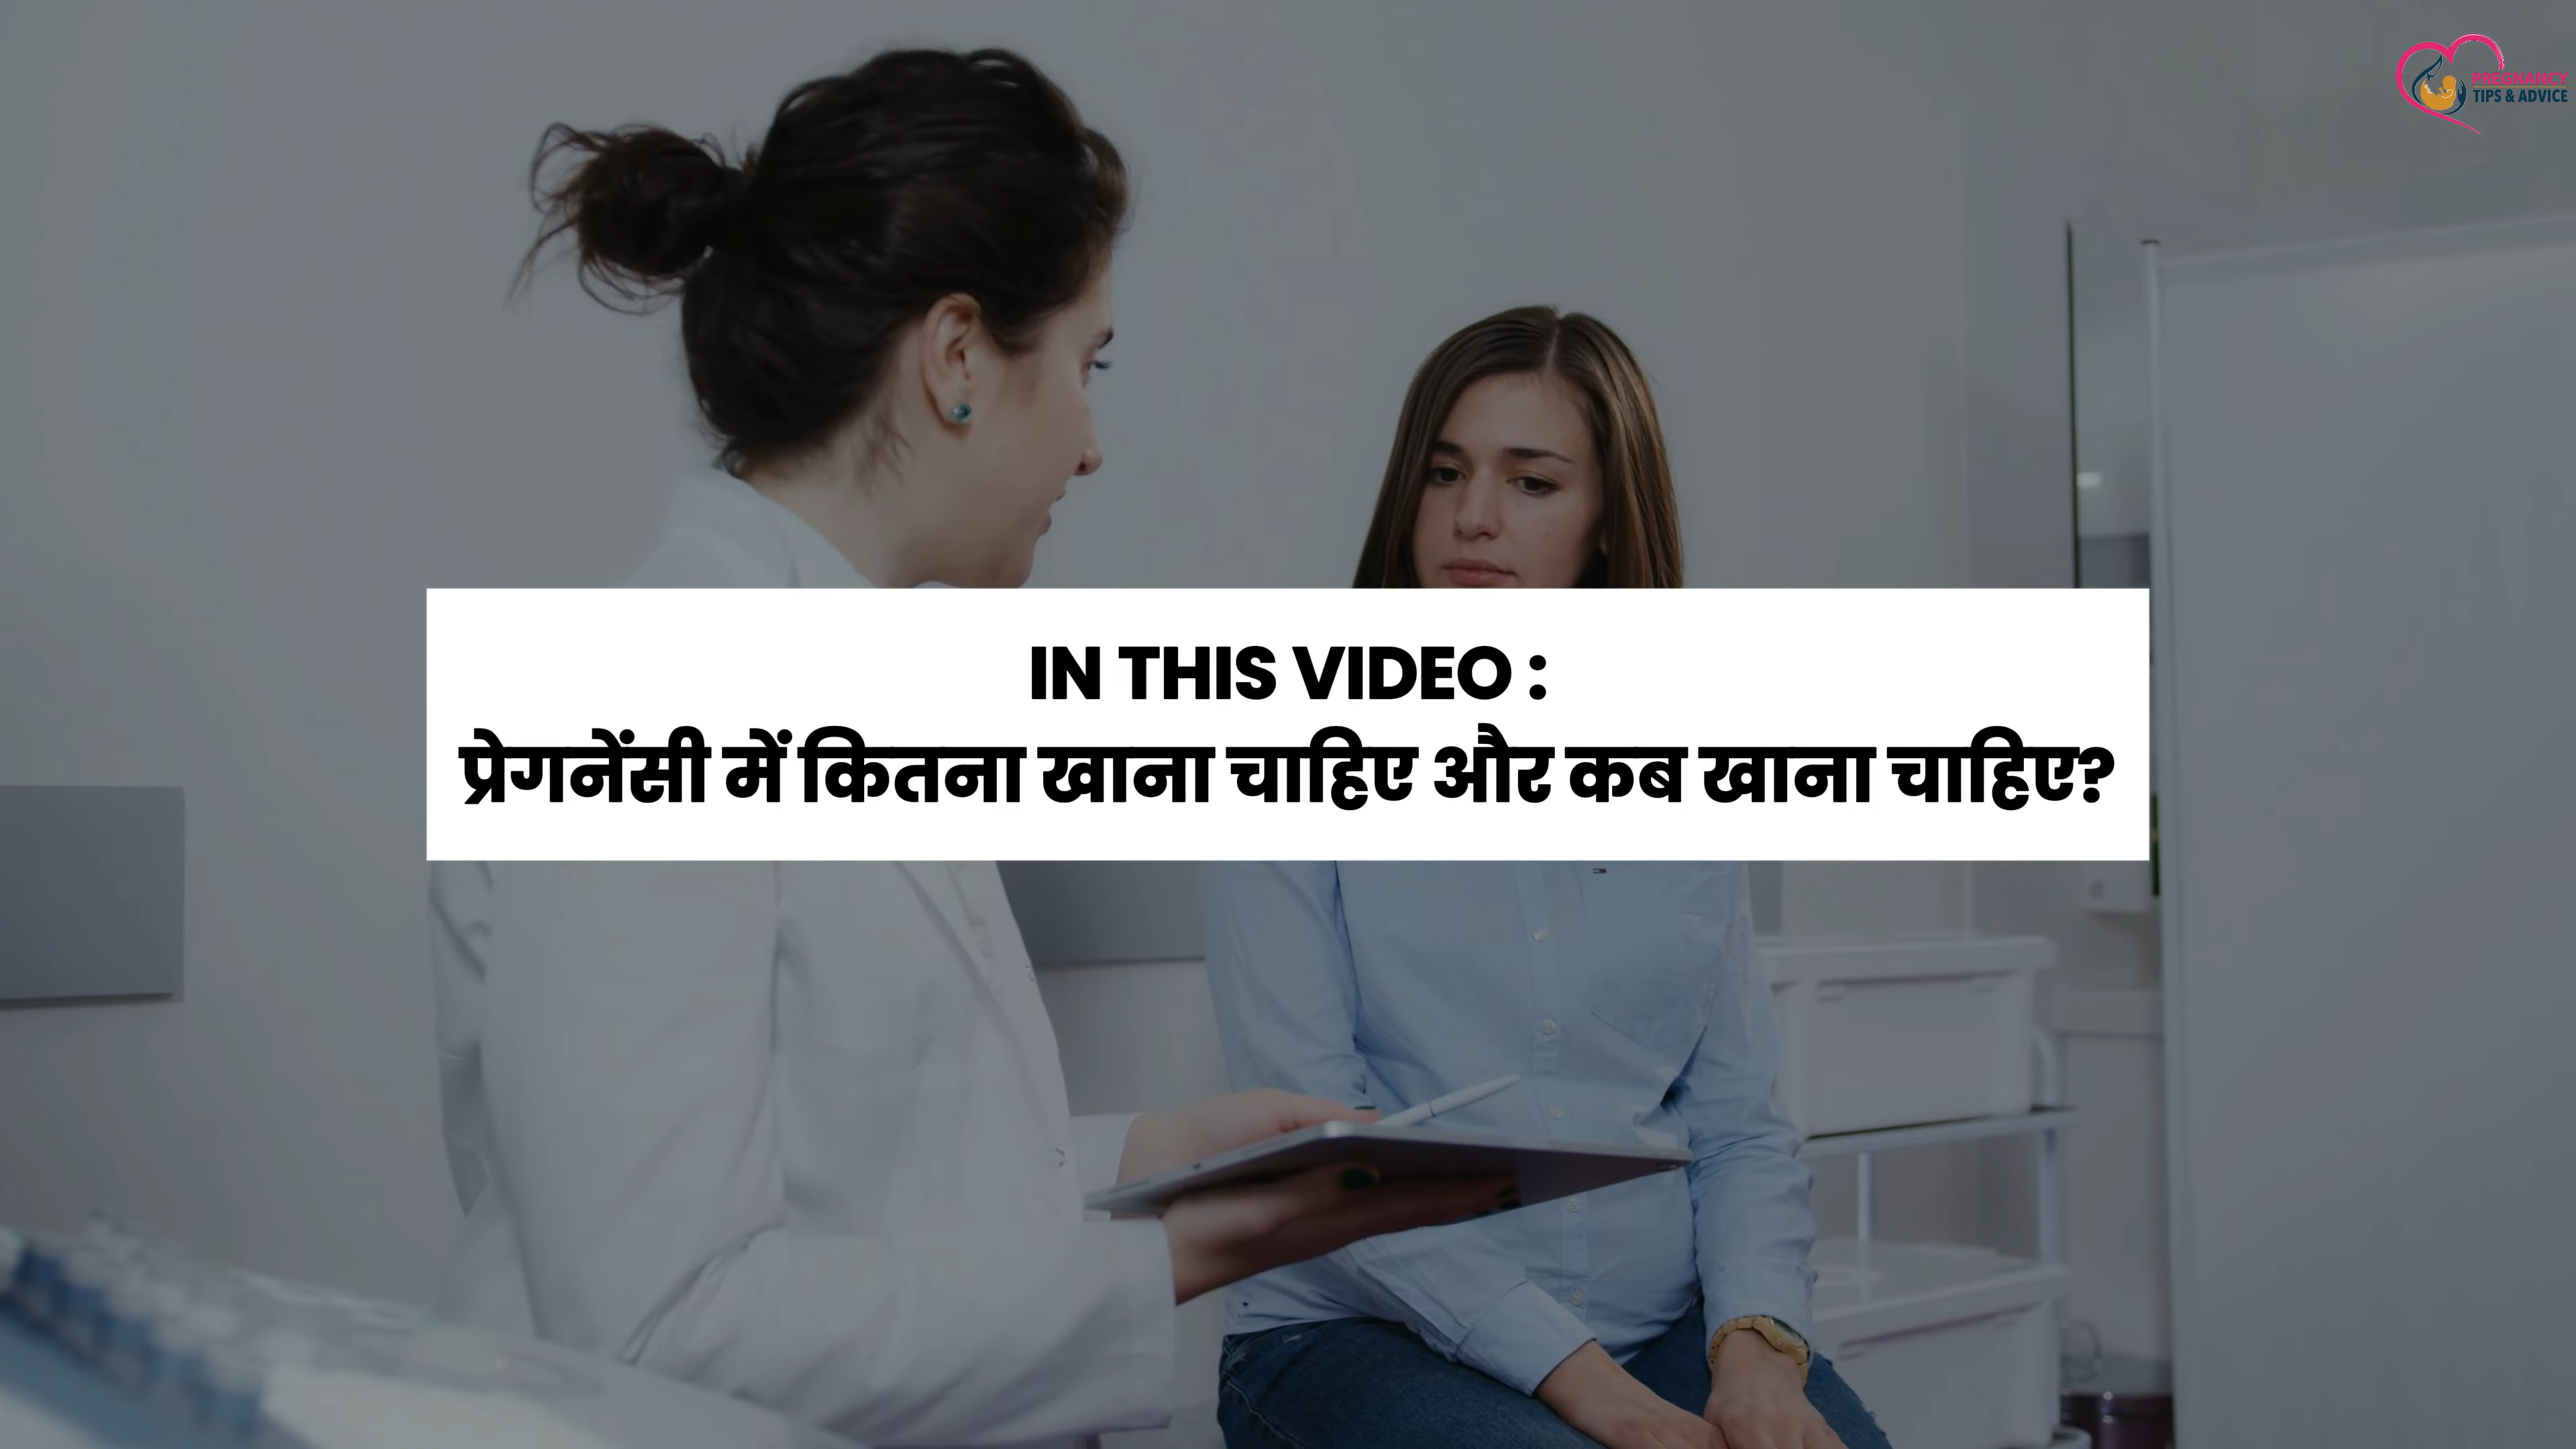 PREGNANCY
TIPS & ADVICE
IN THIS VIDEO :
प्रेगनेंसी में कितना खाना चाहिए और कब खाना चाहिए?